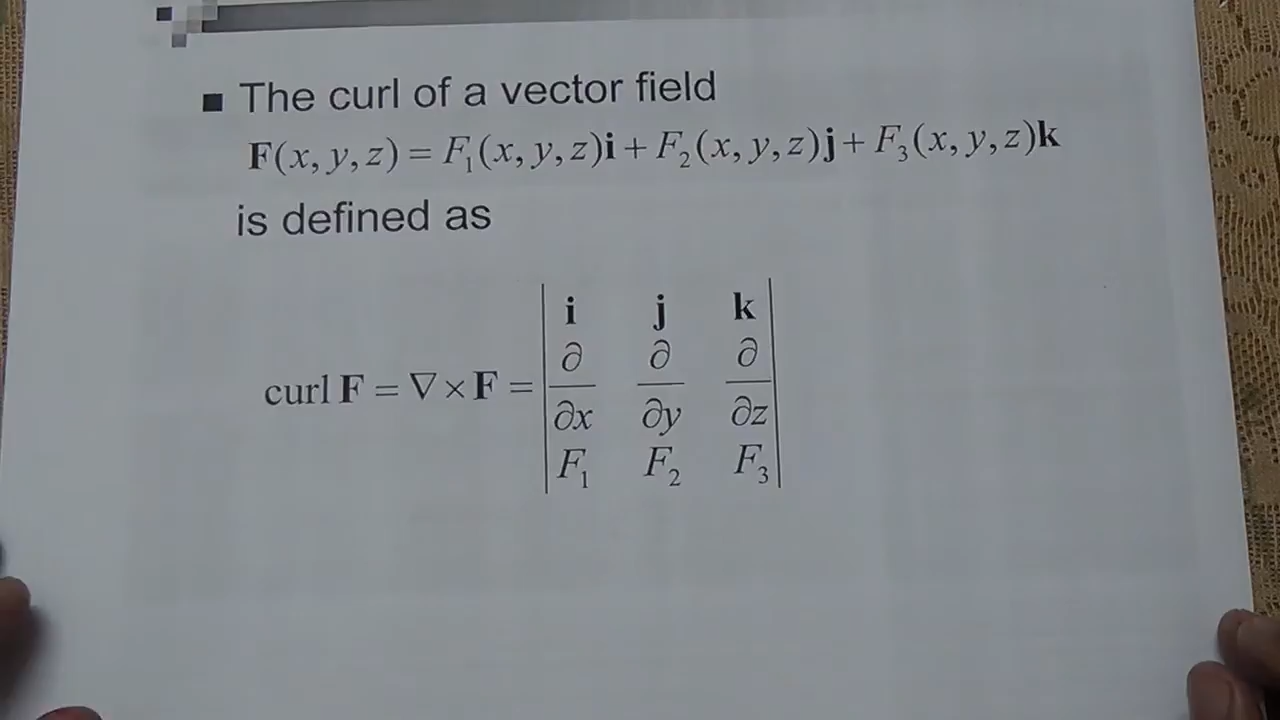 ■ The curl of a vector field
F(x, y, z) = F₁(x, y, z)i + F₂(x, y, z)j + F₃(x, y, z)k
is defined as
i j k
∂ ∂ ∂
curl F = ∇ × F =
∂x ∂y ∂z
F₁ F₂ F₃